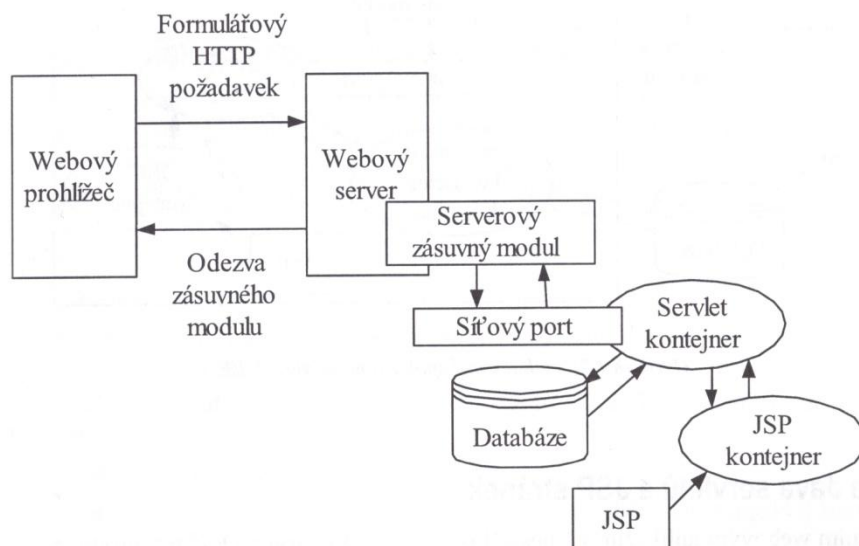 Formulářový
HTTP
požadavek
Webový
prohlížeč
Webový
server
Serverový
zásuvný modul
Odezva
zásuvného
modulu
Síťový port
Servlet
kontejner
Databáze
JSP
kontejner
JSP